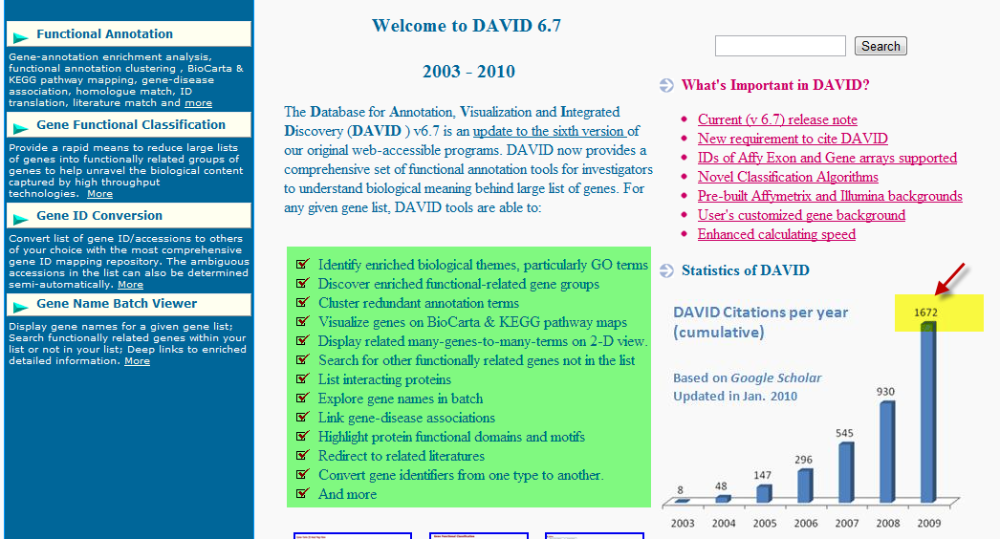 Functional Annotation
Gene-annotation enrichment analysis,
functional annotation clustering , BioCarta &
KEGG pathway mapping, gene-disease
association, homologue match, ID
translation, literature match and more
Gene Functional Classification
Provide a rapid means to reduce large lists
of genes into functionally related groups of
genes to help unravel the biological content
captured by high throughput
technologies. More
Gene ID Conversion
Convert list of gene ID/accessions to others
of your choice with the most comprehensive
gene ID mapping repository. The ambiguous
accessions in the list can also be determined
semi-automatically. More
Gene Name Batch Viewer
Display gene names for a given gene list;
Search functionally related genes within your
list or not in your list; Deep links to enriched
detailed information. More
Welcome to DAVID 6.7
2003 - 2010
The Database for Annotation, Visualization and Integrated
Discovery (DAVID ) v6.7 is an update to the sixth version of
our original web-accessible programs. DAVID now provides a
comprehensive set of functional annotation tools for investigators
to understand biological meaning behind large list of genes. For
any given gene list, DAVID tools are able to:
Identify enriched biological themes, particularly GO terms
Discover enriched functional-related gene groups
Cluster redundant annotation terms
Visualize genes on BioCarta & KEGG pathway maps
Display related many-genes-to-many-terms on 2-D view.
Search for other functionally related genes not in the list
List interacting proteins
Explore gene names in batch
Link gene-disease associations
Highlight protein functional domains and motifs
Redirect to related literatures
Convert gene identifiers from one type to another.
And more
Search
What's Important in DAVID?
Current (v 6.7) release note
New requirement to cite DAVID
IDs of Affy Exon and Gene arrays supported
Novel Classification Algorithms
Pre-built Affymetrix and Illumina backgrounds
User's customized gene background
Enhanced calculating speed
Statistics of DAVID
DAVID Citations per year
(cumulative)
Based on Google Scholar
Updated in Jan. 2010
8 48 147 296 545 930 1672
2003 2004 2005 2006 2007 2008 2009